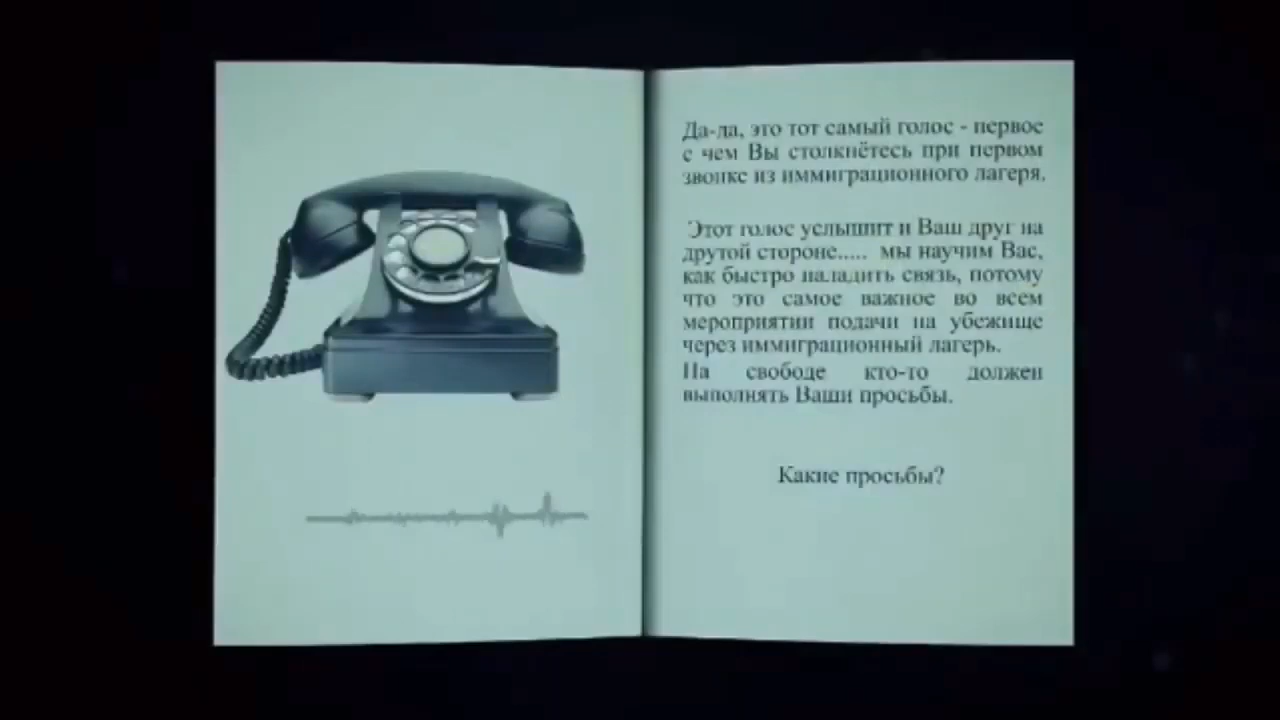 Да-да, это тот самый голос - первое
с чем Вы столкнётесь при первом
звонке из иммиграционного лагеря.
Этот голос услышит и Ваш друг на
другой стороне..... мы научим Вас,
как быстро наладить связь, потому
что это самое важное во всем
мероприятии подачи на убежище
через иммиграционный лагерь.
На свободе кто-то должен
выполнять Ваши просьбы.
Какие просьбы?